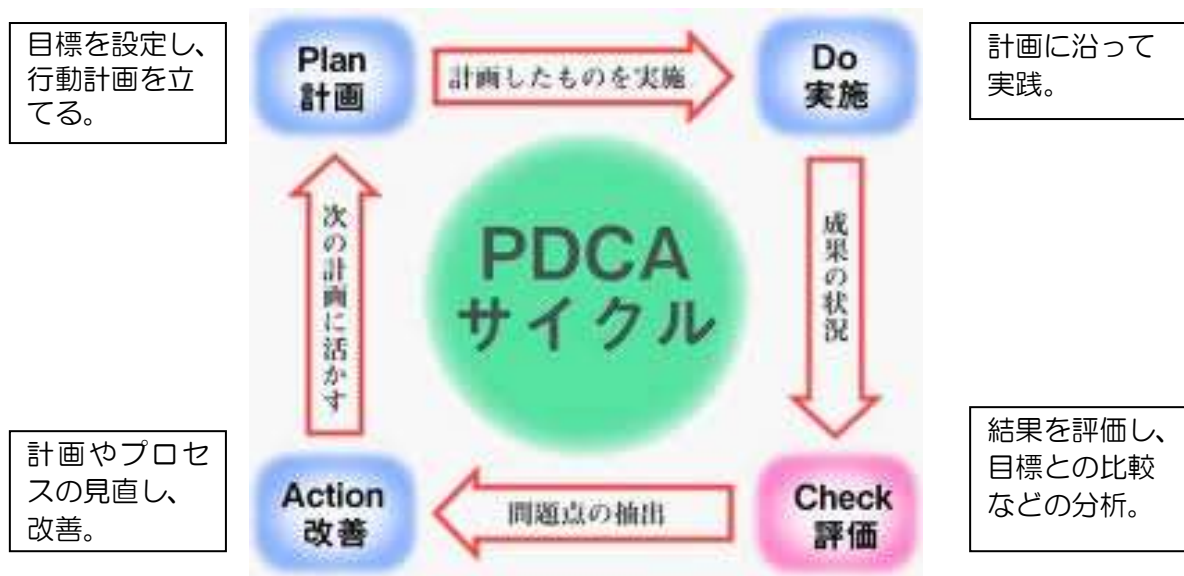 目標を設定し、
行動計画を立
てる。
Plan
計画
計画したものを実施
Do
実施
計画に沿って
実践。
次の計画に活かす
PDCA
サイクル
成果の状況
計画やプロセ
スの見直し、
改善。
Action
改善
問題点の抽出
Check
評価
結果を評価し、
目標との比較
などの分析。